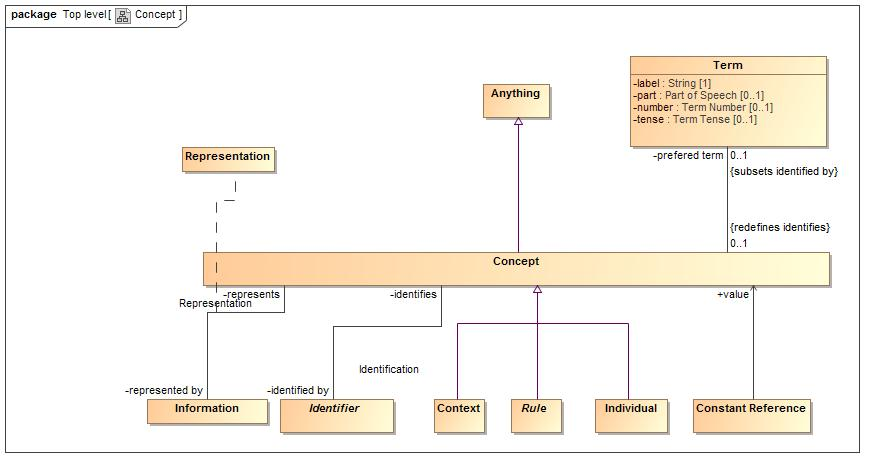 package Top level[ Concept ]
Term
-label : String [1]
-part : Part of Speech [0..1]
-number : Term Number [0..1]
-tense : Term Tense [0..1]
Anything
Representation
-prefered term 0..1
{subsets identified by}
{redefines identifies}
0..1
Concept
-represents
-identifies
+value
Representation
Identification
-represented by
-identified by
Information
Identifier
Context
Rule
Individual
Constant Reference